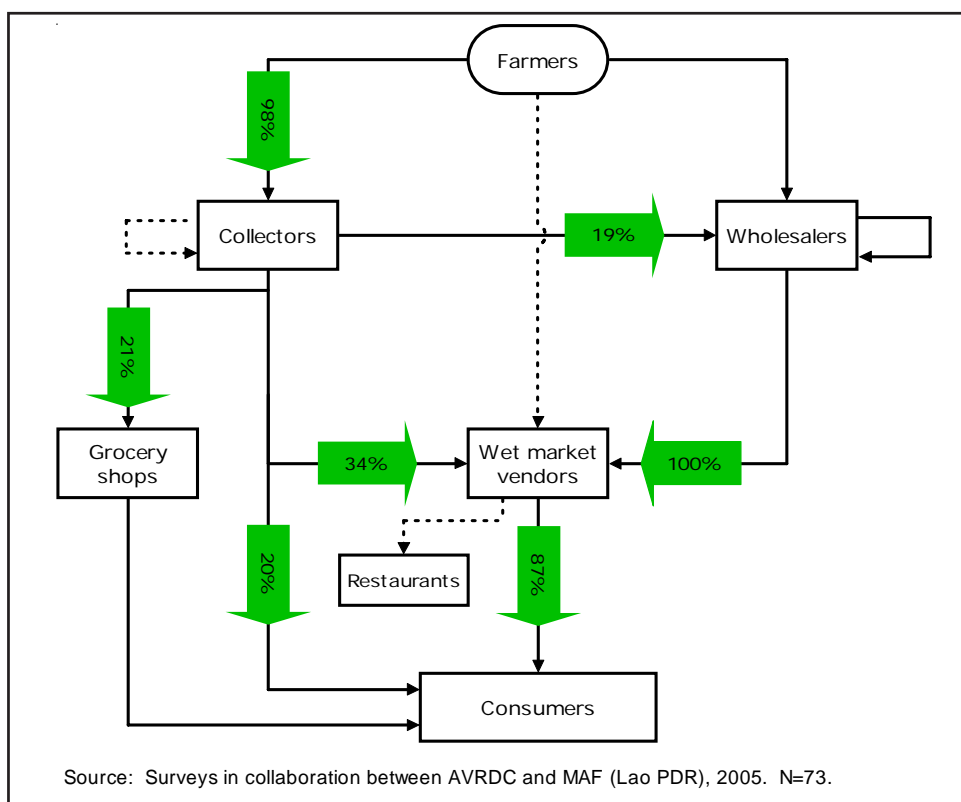 Farmers
98%
Collectors
19%
Wholesalers
21%
Grocery
shops
34%
Wet market
vendors
100%
20%
Restaurants
87%
Consumers
Source: Surveys in collaboration between AVRDC and MAF (Lao PDR), 2005. N=73.